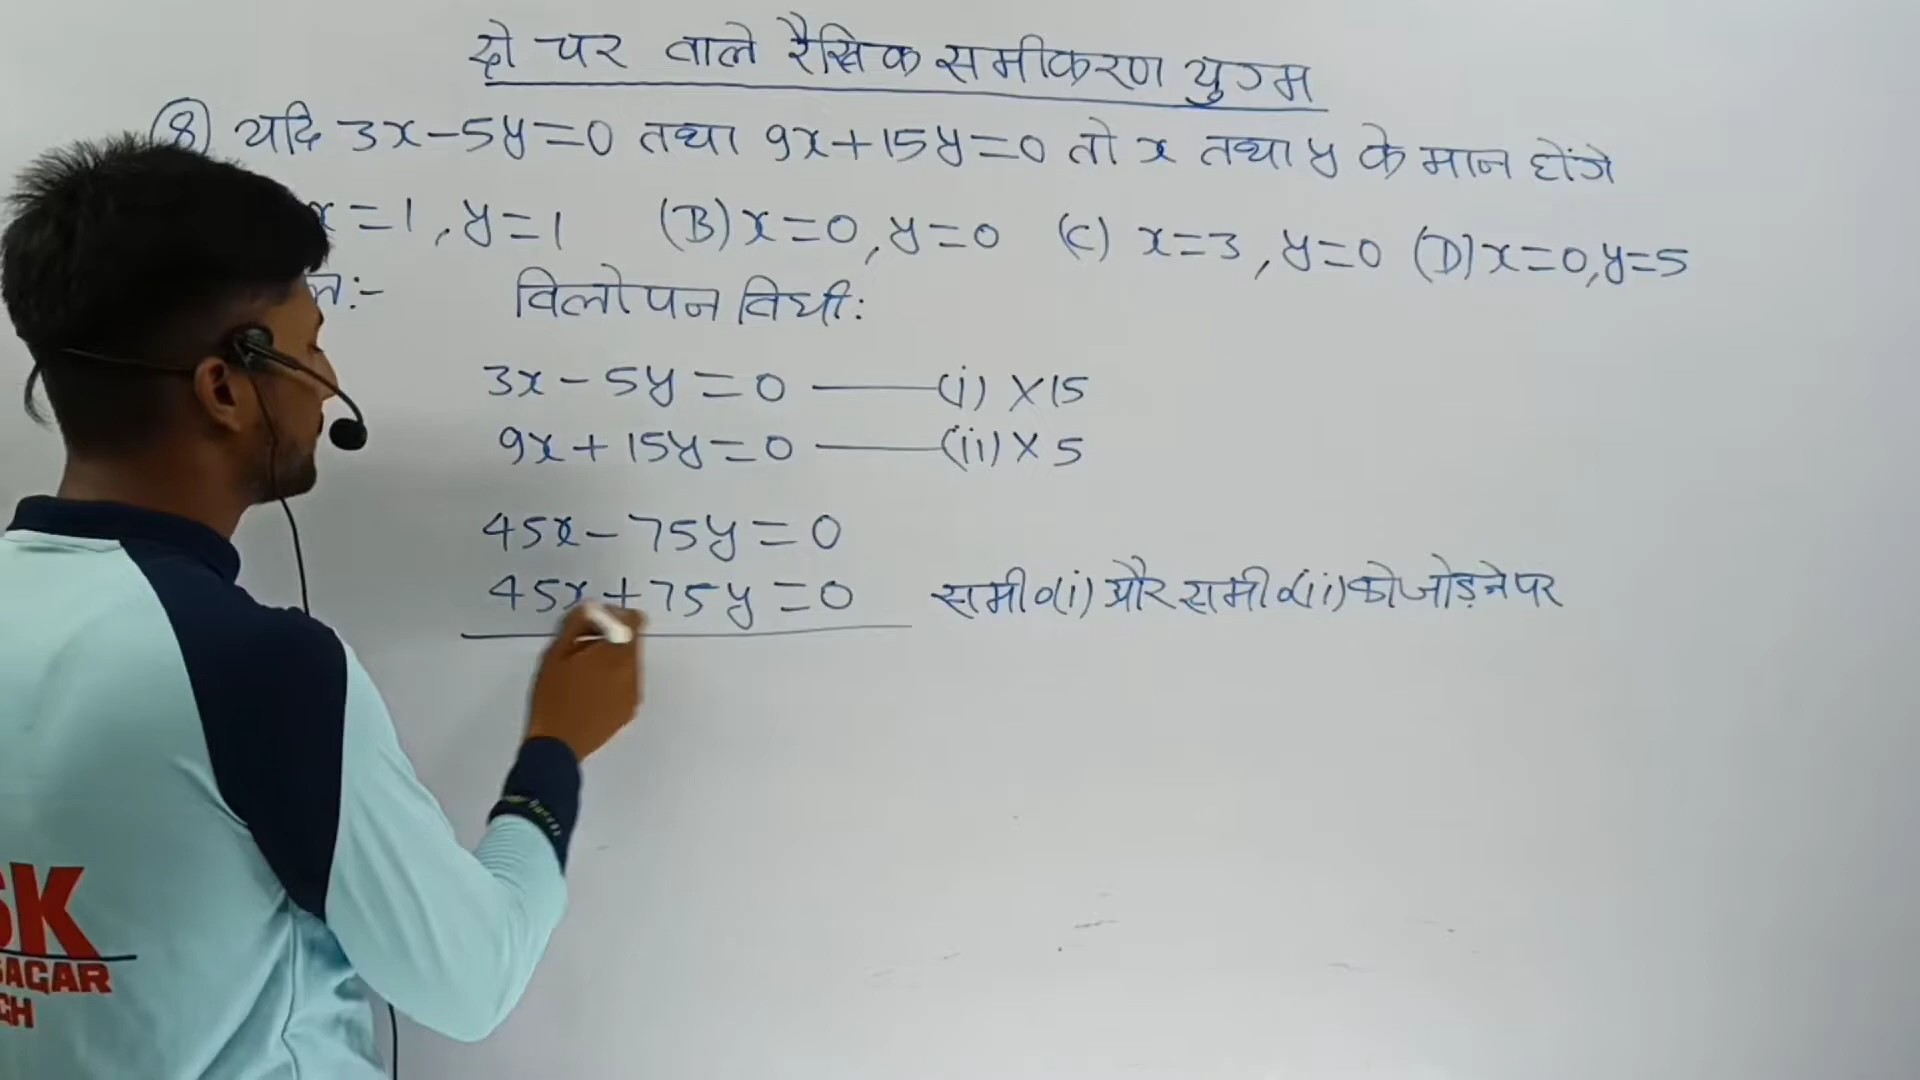 दो चर वाले रैखिक समीकरण युग्म
(8) यदि 3x-5y=0 तथा 9x+15y=0 तो x तथा y के मान होंगे
x=1, y=1 (B) x=0, y=0 (C) x=3, y=0 (D) x=0, y=5
ल:- विलोपन विधी:
3x-5y=0 ——(i) ×15
9x+15y=0 ——(ii) ×5
45x-75y=0
45x+75y=0 समी०(i) और समी०(ii) को जोड़ने पर
SK
SAGAR
GH